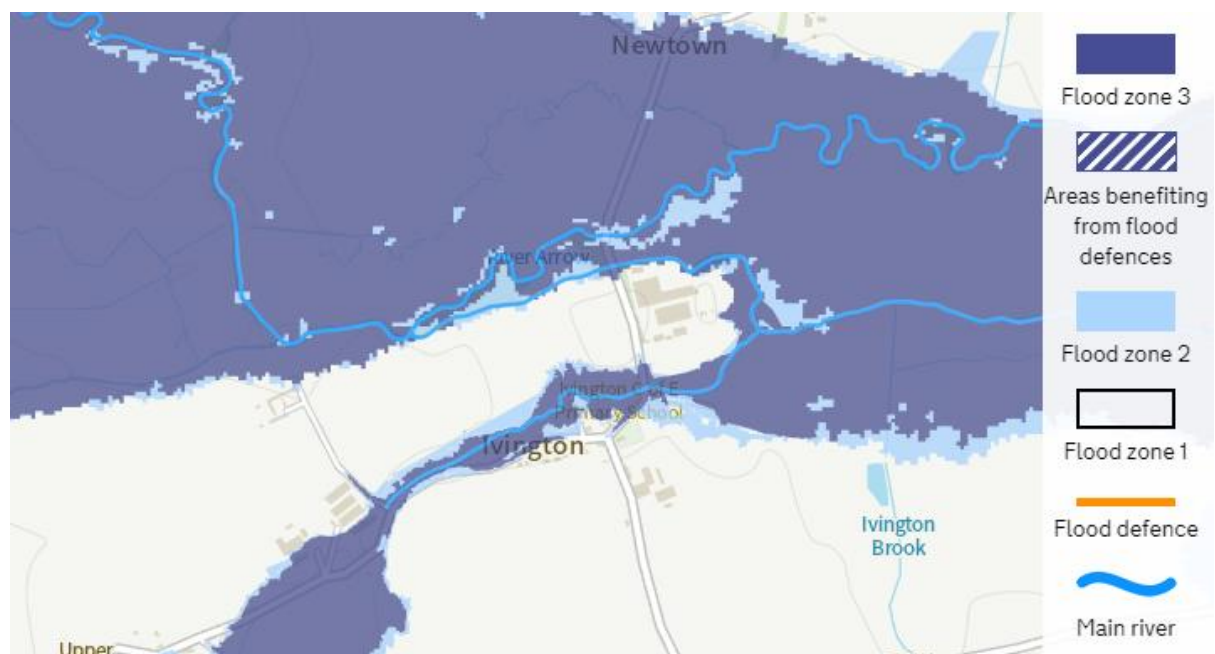 Newtown
River Arrow
Ivington C of E
Primary School
Ivington
Ivington
Brook
Upper
Flood zone 3
Areas benefiting
from flood
defences
Flood zone 2
Flood zone 1
Flood defence
Main river